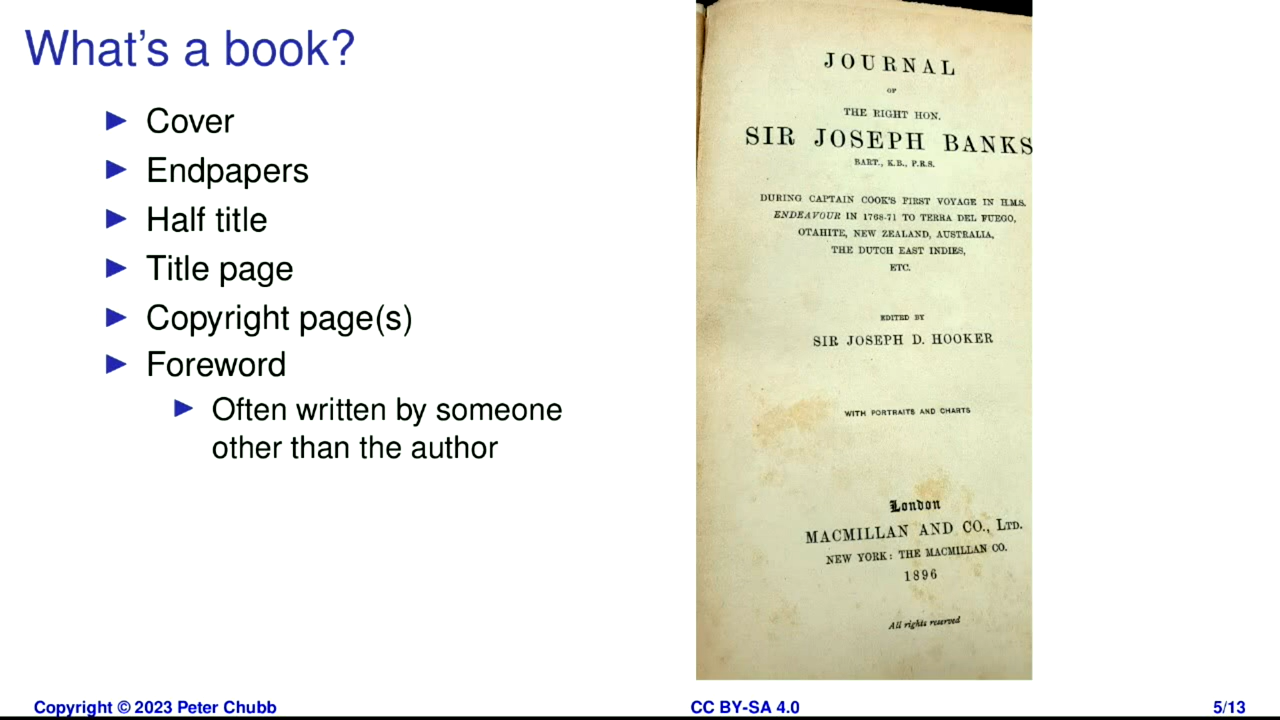 What's a book?
Cover
Endpapers
Half title
Title page
Copyright page(s)
Foreword
Often written by someone
other than the author
JOURNAL
OF
THE RIGHT HON.
SIR JOSEPH BANKS
BART., K.B., P.R.S.
DURING CAPTAIN COOK'S FIRST VOYAGE IN H.M.S.
ENDEAVOUR IN 1768-71 TO TERRA DEL FUEGO,
OTAHITE, NEW ZEALAND, AUSTRALIA,
THE DUTCH EAST INDIES,
ETC.
EDITED BY
SIR JOSEPH D. HOOKER
WITH PORTRAITS AND CHARTS
London
MACMILLAN AND CO., LTD.
NEW YORK: THE MACMILLAN CO.
1896
All rights reserved
Copyright © 2023 Peter Chubb
CC BY-SA 4.0
5/13